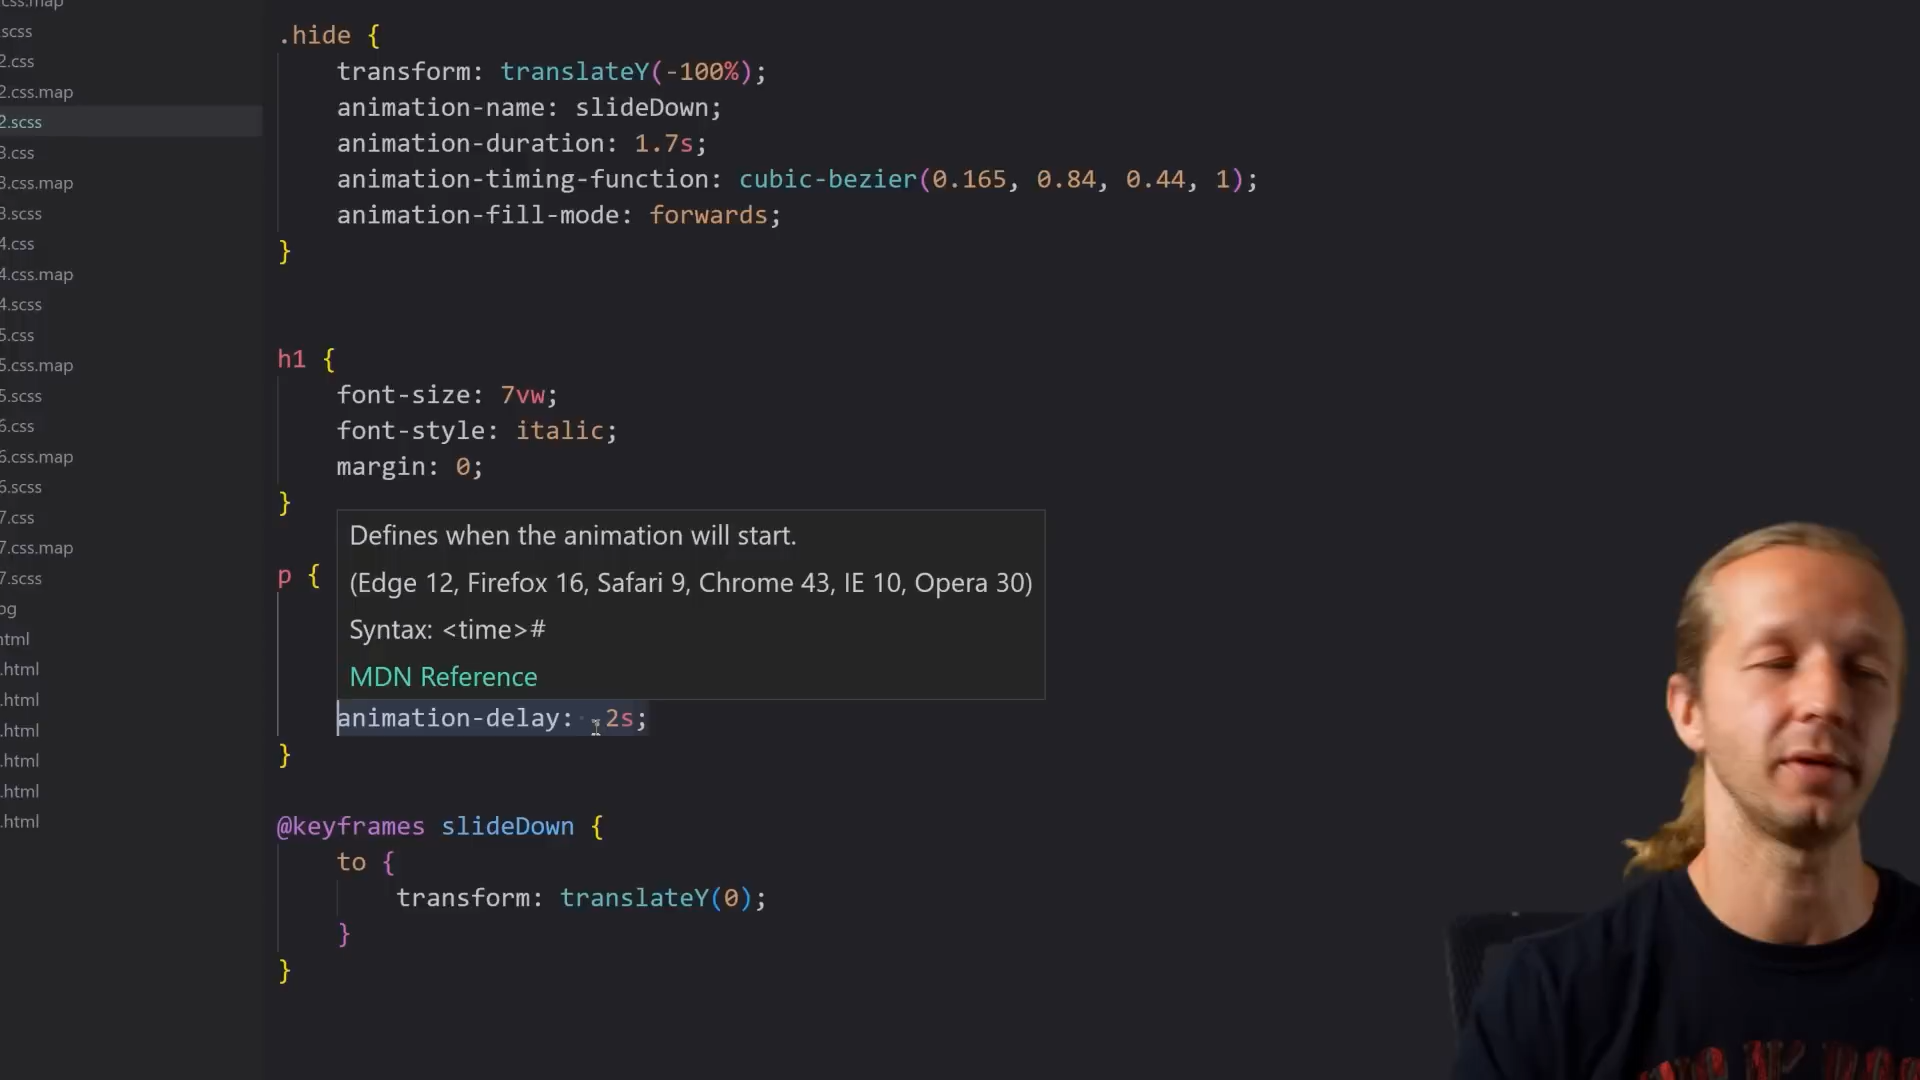 css.map
.scss
2.css
2.css.map
2.scss
3.css
3.css.map
3.scss
4.css
4.css.map
4.scss
5.css
5.css.map
5.scss
6.css
6.css.map
6.scss
7.css
7.css.map
7.scss
html
.html
.html
.html
.html
.html
.html
.hide {
transform: translateY(-100%);
animation-name: slideDown;
animation-duration: 1.7s;
animation-timing-function: cubic-bezier(0.165, 0.84, 0.44, 1);
animation-fill-mode: forwards;
}
h1 {
font-size: 7vw;
font-style: italic;
margin: 0;
}
p {
Defines when the animation will start.
(Edge 12, Firefox 16, Safari 9, Chrome 43, IE 10, Opera 30)
Syntax: <time>#
MDN Reference
animation-delay: .2s;
}
@keyframes slideDown {
to {
transform: translateY(0);
}
}